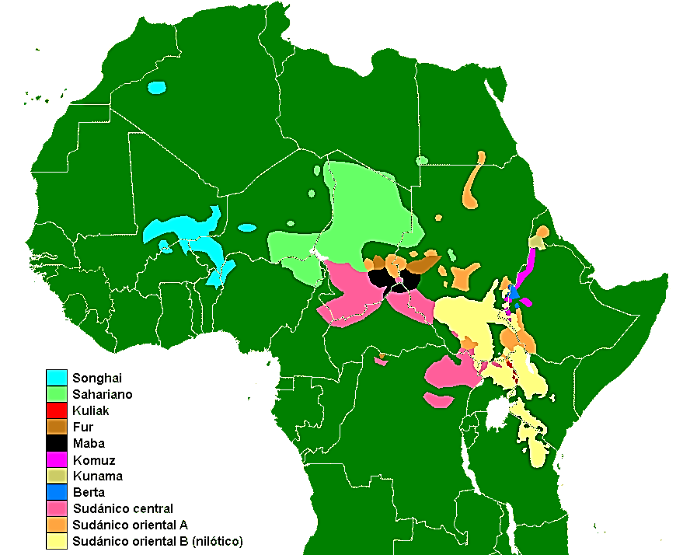 Songhai
Sahariano
Kuliak
Fur
Maba
Komuz
Kunama
Berta
Sudánico central
Sudánico oriental A
Sudánico oriental B (nilótico)